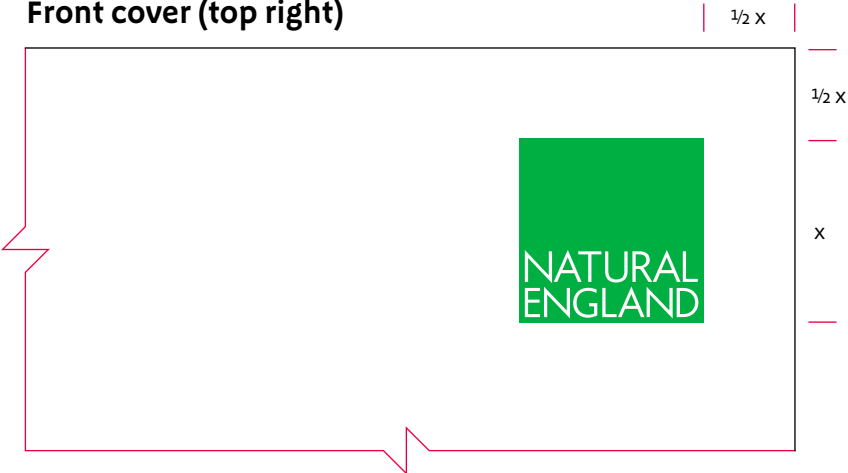 Front cover (top right)
½ x
½ x
x
NATURAL
ENGLAND